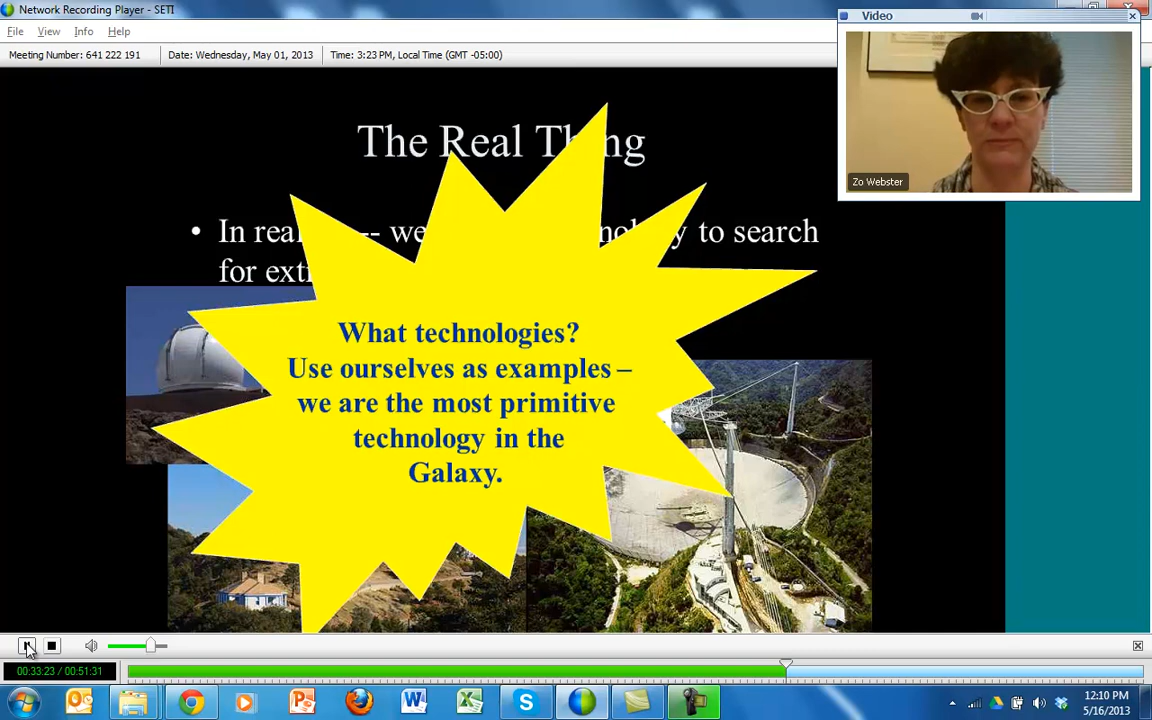 Network Recording Player - SETI
Video
File View Info Help
Meeting Number: 641 222 191 Date: Wednesday, May 01, 2013 Time: 3:23 PM, Local Time (GMT -05:00)
Zo Webster
The Real Th ng
• In real -- we to search
for ext
What technologies?
Use ourselves as examples –
we are the most primitive
technology in the
Galaxy.
00:33:23 / 00:51:31
12:10 PM
5/16/2013